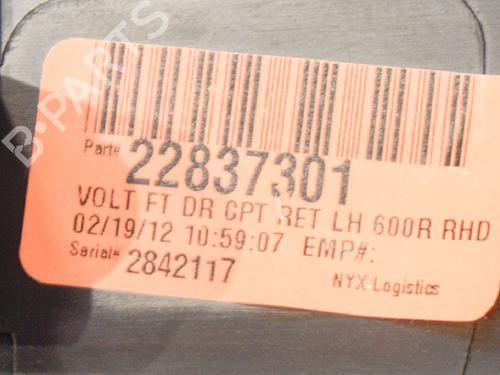 B-PARTS
Part# 22837301
VOLT FT DR CPT RET LH 600R RHD
02/19/12 10:59:07 EMP#:
Serial# 2842117
NYX Logistics